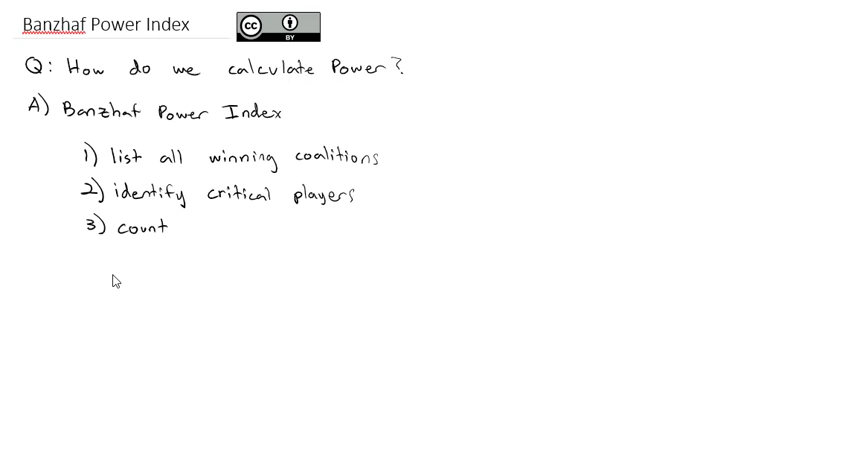 Banzhaf Power Index
CC BY
Q: How do we calculate Power?
A) Banzhaf Power Index
1) list all winning coalitions
2) identify critical players
3) count